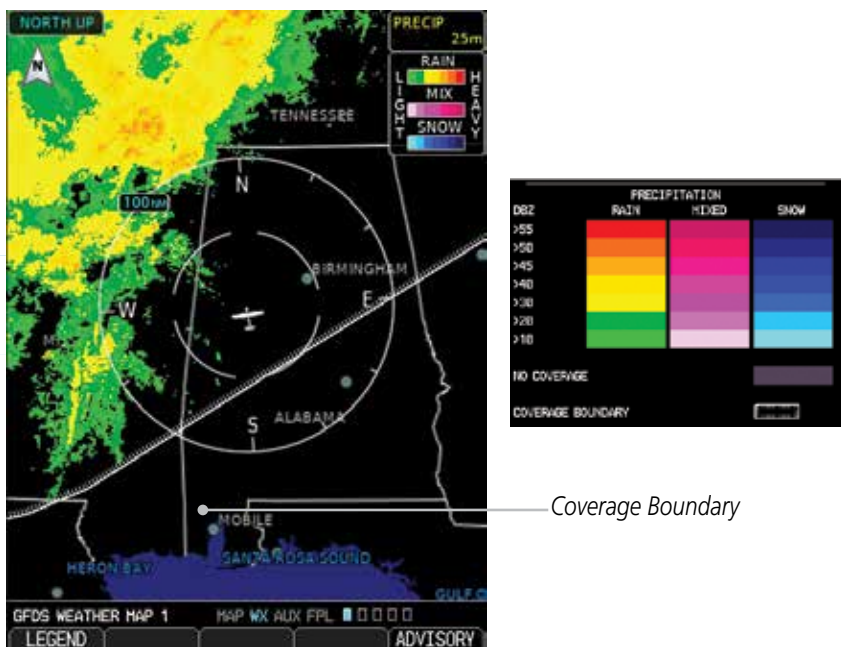 NORTH UP
PRECIP
25m
N
RAIN
LIGHT
HEAVY
MIX
SNOW
TENNESSEE
N
100NM
BIRMINGHAM
W
E
M
ALABAMA
S
MOBILE
HERON BAY
SANTA ROSA SOUND
GULF O
GFDS WEATHER MAP 1 MAP WX AUX FPL
LEGEND ADVISORY
PRECIPITATION
DBZ RAIN MIXED SNOW
>55
>50
>45
>40
>30
>20
>10
NO COVERAGE
COVERAGE BOUNDARY
Coverage Boundary